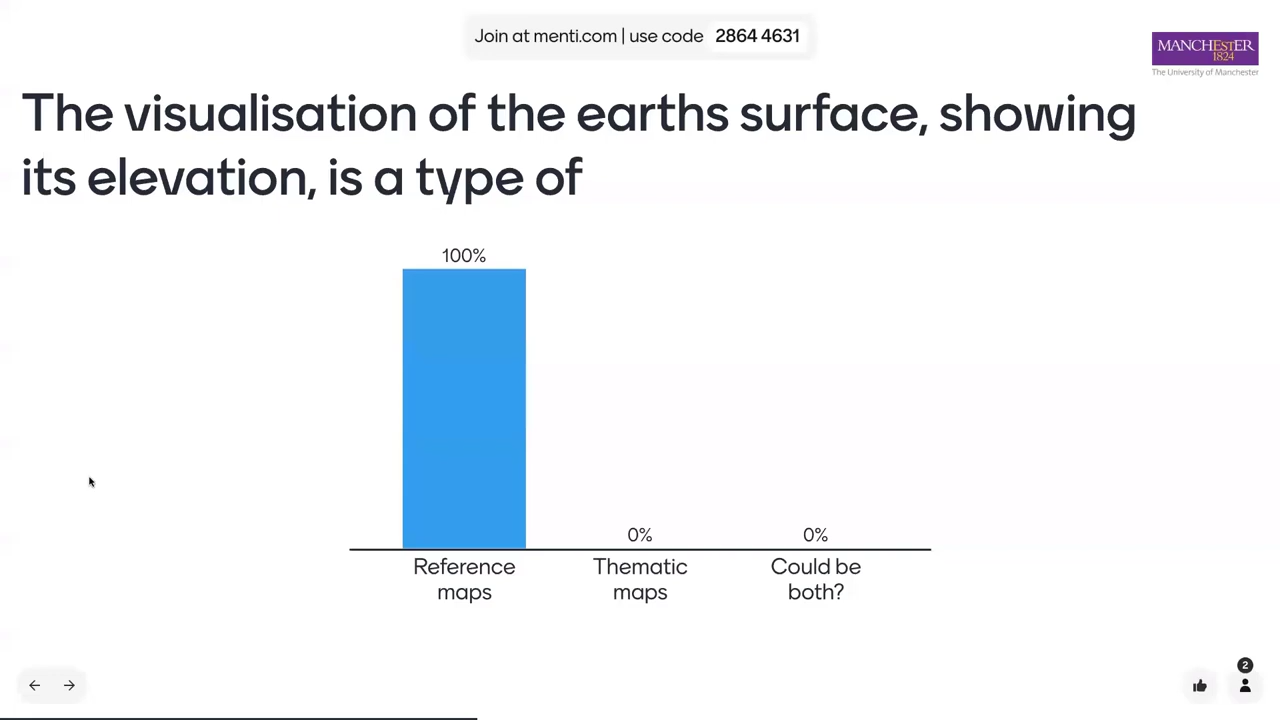 Join at menti.com | use code 2864 4631
MANCHESTER
1824
The University of Manchester
The visualisation of the earths surface, showing
its elevation, is a type of
100%
0%
0%
Reference
maps
Thematic
maps
Could be
both?
2